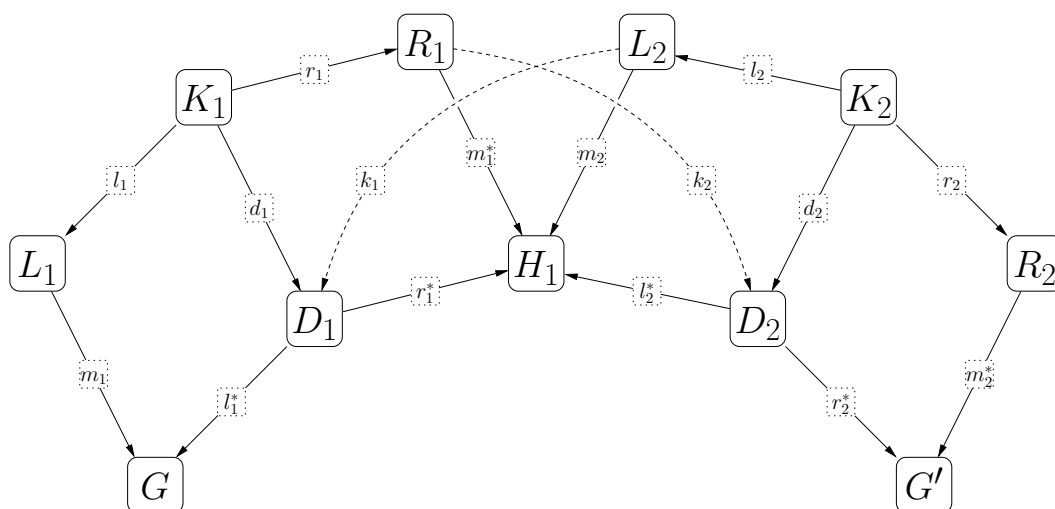 R₁ L₂
K₁ r₁ l₂ K₂
l₁ m₁* m₂ r₂
k₁ k₂
d₁ d₂
L₁ H₁ R₂
r₁* l₂*
D₁ D₂
m₁ l₁* r₂* m₂*
G G′